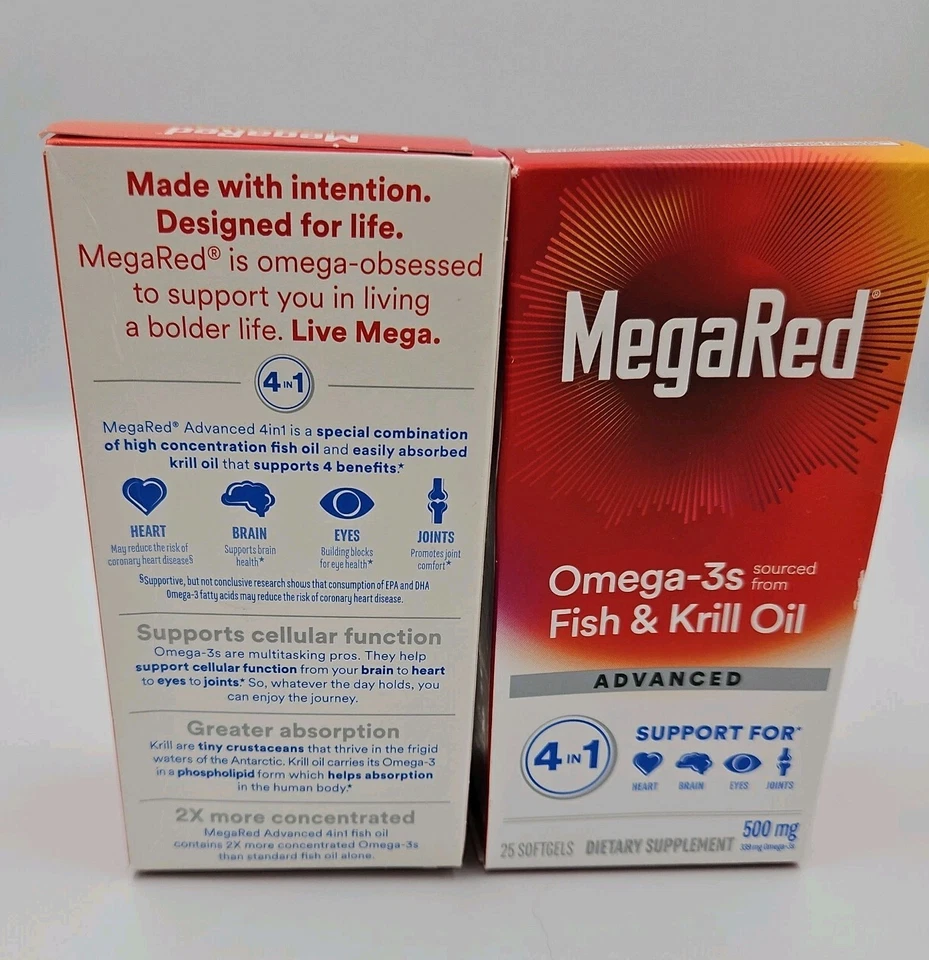 MegaRed
Made with intention.
Designed for life.
MegaRed® is omega-obsessed
to support you in living
a bolder life. Live Mega.
4 IN 1
MegaRed® Advanced 4in1 is a special combination
of high concentration fish oil and easily absorbed
krill oil that supports 4 benefits.*
HEART
May reduce the risk of
coronary heart disease§
BRAIN
Supports brain
health*
EYES
Building blocks
for eye health*
JOINTS
Promotes joint
comfort*
§Supportive, but not conclusive research shows that consumption of EPA and DHA
Omega-3 fatty acids may reduce the risk of coronary heart disease.
Supports cellular function
Omega-3s are multitasking pros. They help
support cellular function from your brain to heart
to eyes to joints.* So, whatever the day holds, you
can enjoy the journey.
Greater absorption
Krill are tiny crustaceans that thrive in the frigid
waters of the Antarctic. Krill oil carries its Omega-3
in a phospholipid form which helps absorption
in the human body.*
2X more concentrated
MegaRed Advanced 4in1 fish oil
contains 2X more concentrated Omega-3s
than standard fish oil alone.
MegaRed®
Omega-3s sourced
from
Fish & Krill Oil
ADVANCED
4 IN 1
SUPPORT FOR*
HEART BRAIN EYES JOINTS
25 SOFTGELS DIETARY SUPPLEMENT 500 mg
mg Omega-3s